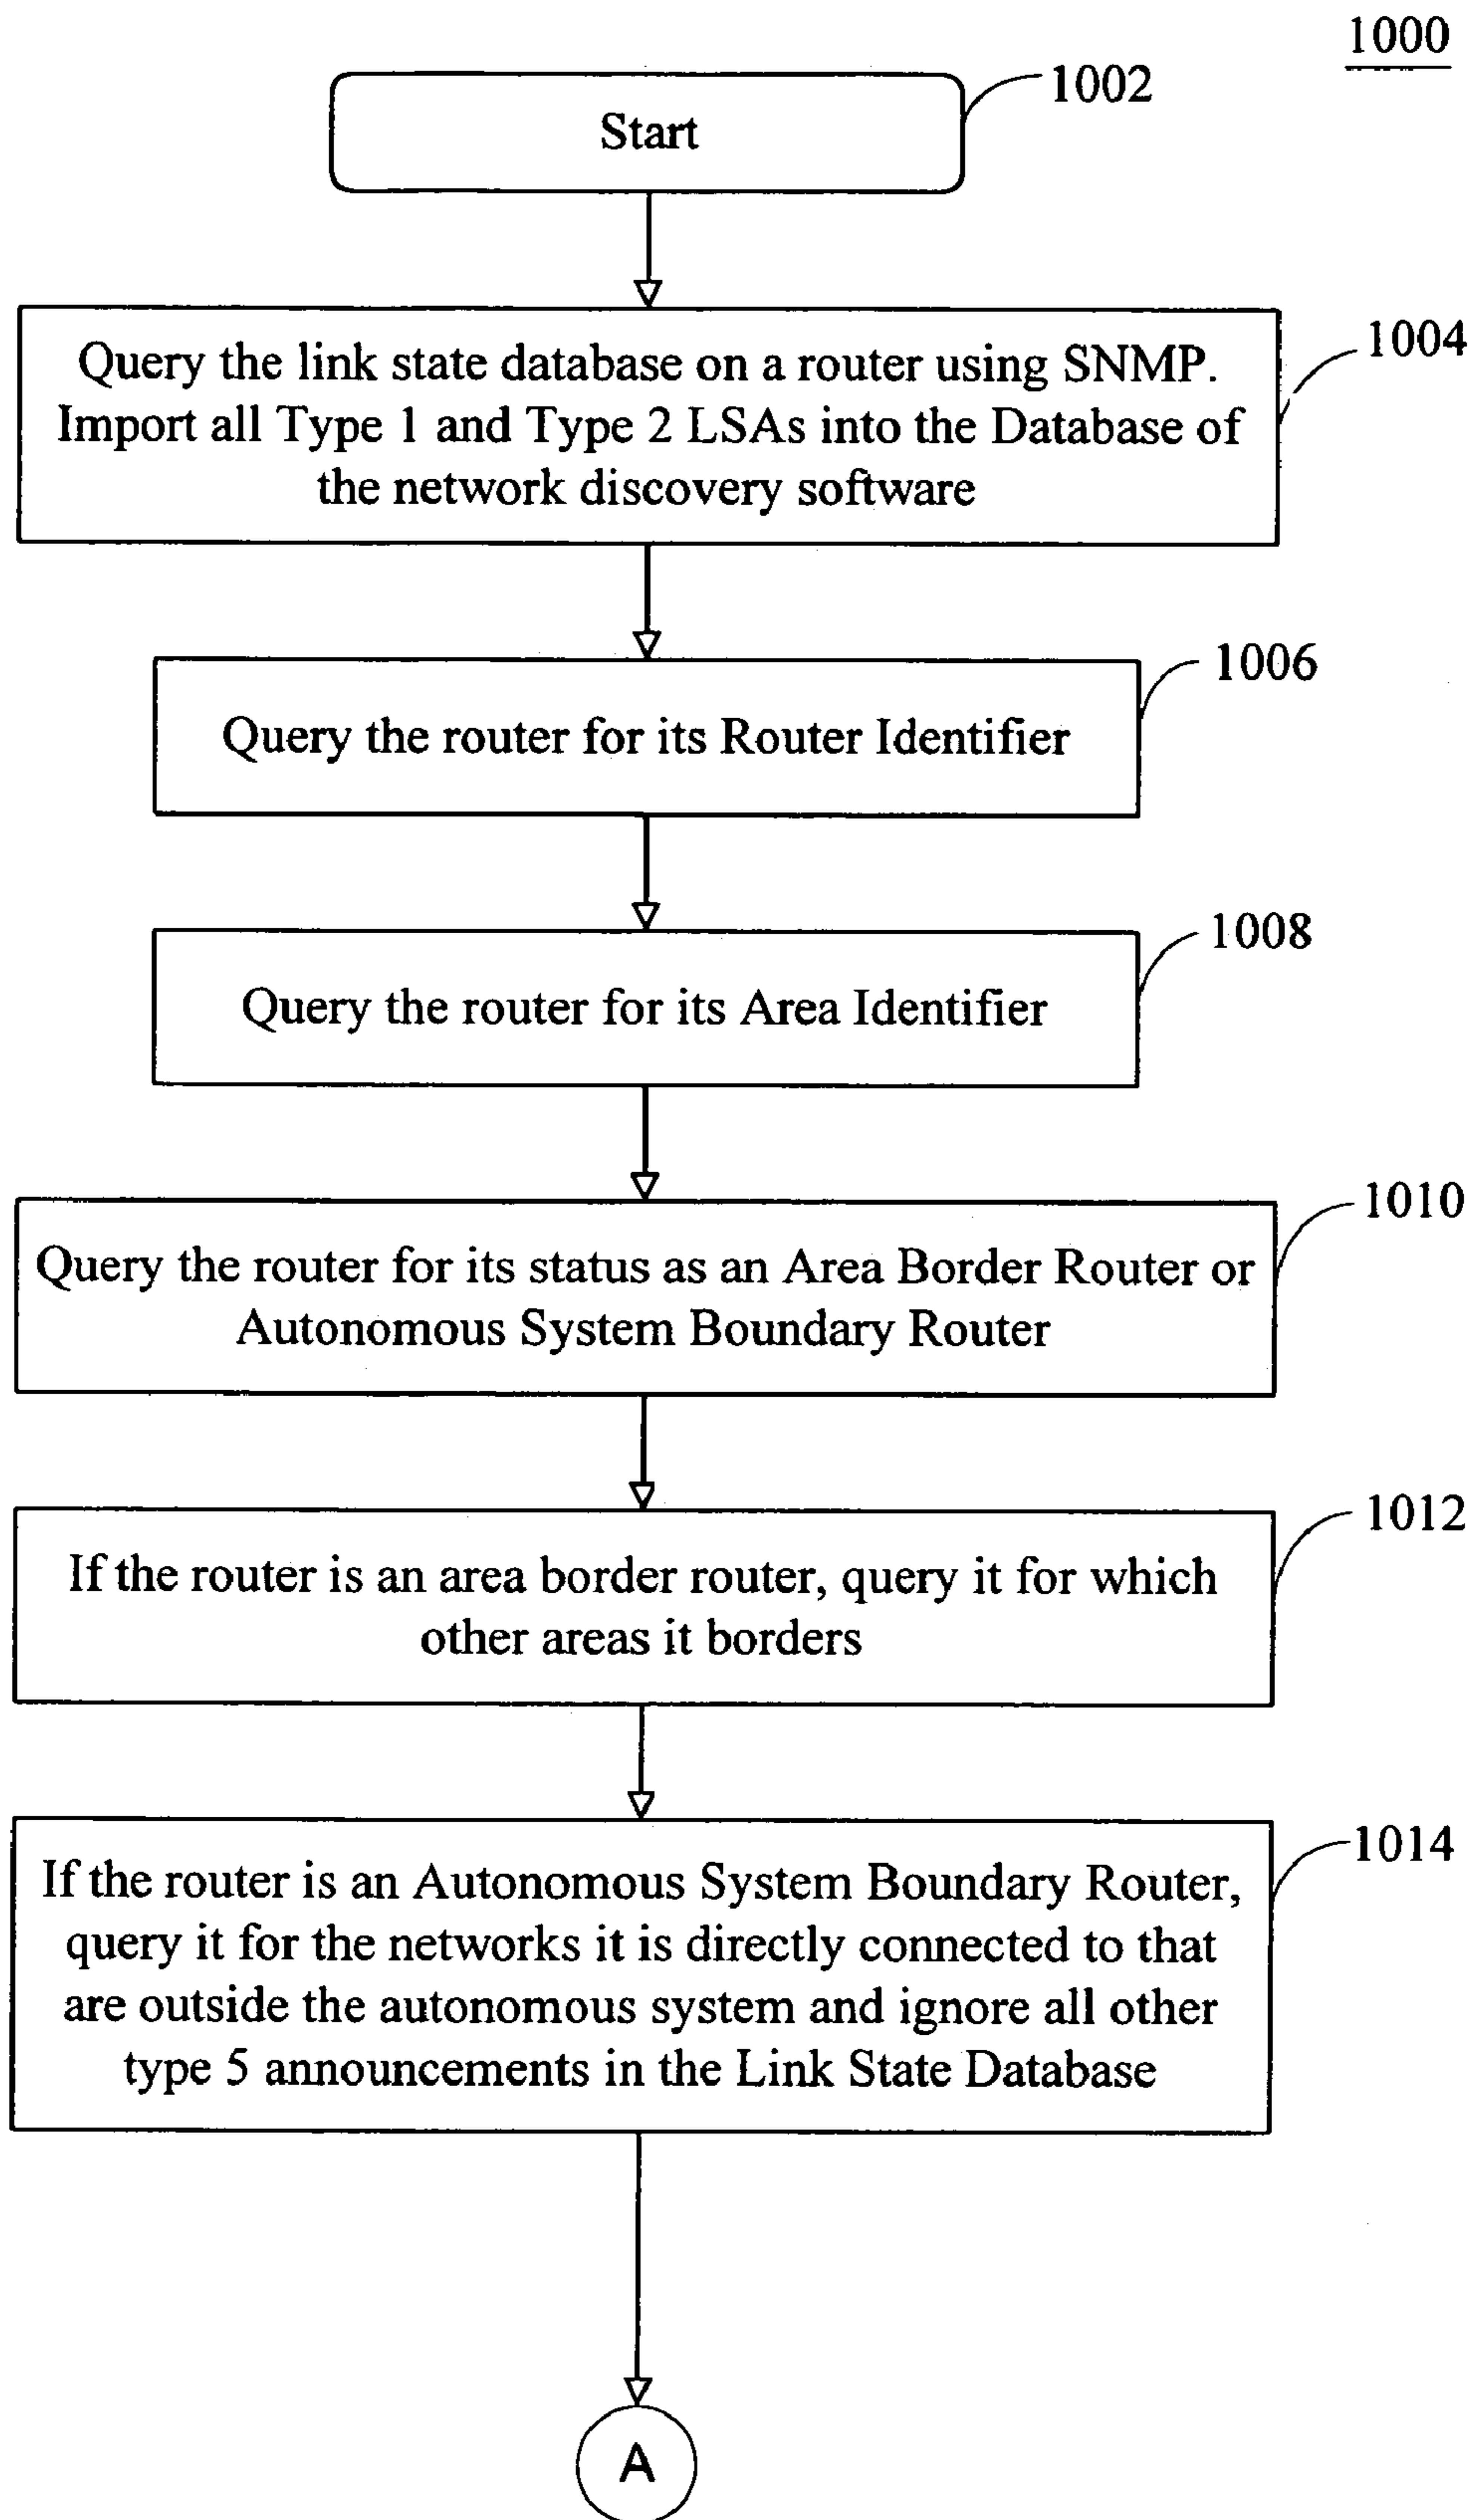 1000
1002
Start
1004
Query the link state database on a router using SNMP.
Import all Type 1 and Type 2 LSAs into the Database of
the network discovery software
1006
Query the router for its Router Identifier
1008
Query the router for its Area Identifier
1010
Query the router for its status as an Area Border Router or
Autonomous System Boundary Router
1012
If the router is an area border router, query it for which
other areas it borders
1014
If the router is an Autonomous System Boundary Router,
query it for the networks it is directly connected to that
are outside the autonomous system and ignore all other
type 5 announcements in the Link State Database
A